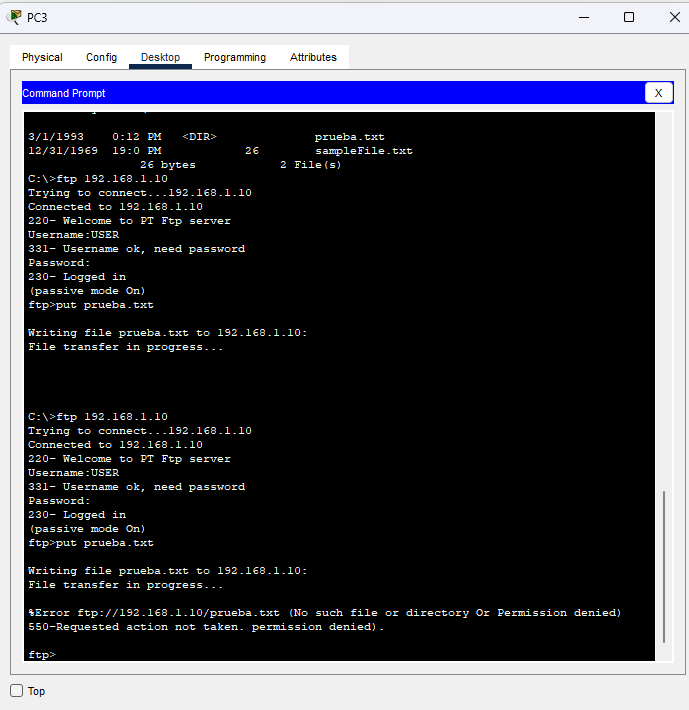 PC3
Physical Config Desktop Programming Attributes
Command Prompt X
3/1/1993 0:12 PM <DIR> prueba.txt
12/31/1969 19:0 PM 26 sampleFile.txt
26 bytes 2 File(s)
C:\>ftp 192.168.1.10
Trying to connect...192.168.1.10
Connected to 192.168.1.10
220- Welcome to PT Ftp server
Username:USER
331- Username ok, need password
Password:
230- Logged in
(passive mode On)
ftp>put prueba.txt
Writing file prueba.txt to 192.168.1.10:
File transfer in progress...
C:\>ftp 192.168.1.10
Trying to connect...192.168.1.10
Connected to 192.168.1.10
220- Welcome to PT Ftp server
Username:USER
331- Username ok, need password
Password:
230- Logged in
(passive mode On)
ftp>put prueba.txt
Writing file prueba.txt to 192.168.1.10:
File transfer in progress...
%Error ftp://192.168.1.10/prueba.txt (No such file or directory Or Permission denied)
550-Requested action not taken. permission denied).
ftp>
Top